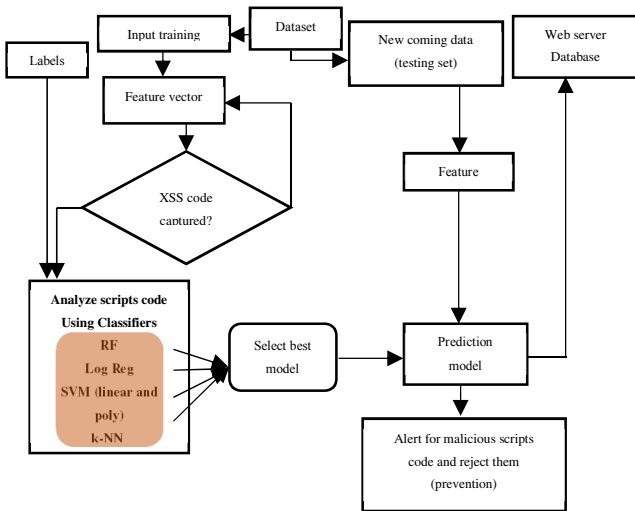 Input training
Dataset
New coming data
(testing set)
Web server
Database
Labels
Feature vector
XSS code
captured?
Feature
Analyze scripts code
Using Classifiers
RF
Log Reg
SVM (linear and
poly)
k-NN
Select best
model
Prediction
model
Alert for malicious scripts
code and reject them
(prevention)